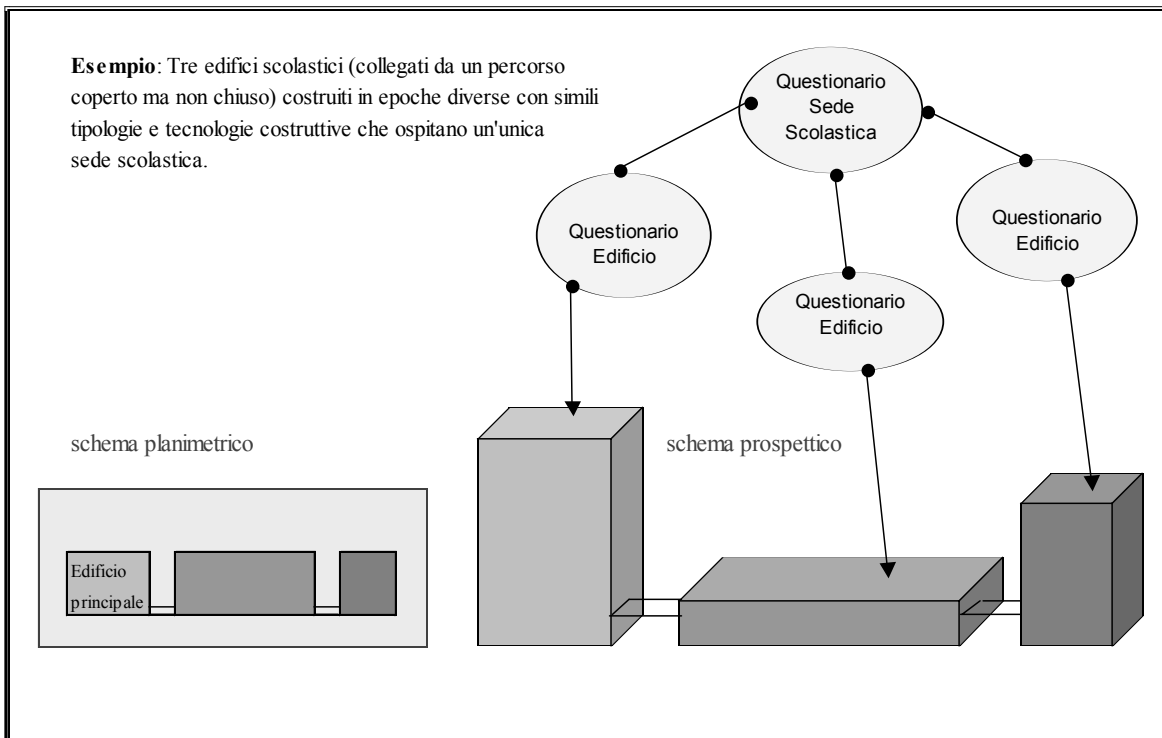 Esempio: Tre edifici scolastici (collegati da un percorso
coperto ma non chiuso) costruiti in epoche diverse con simili
tipologie e tecnologie costruttive che ospitano un'unica
sede scolastica.
Questionario
Sede
Scolastica
Questionario
Edificio
Questionario
Edificio
Questionario
Edificio
schema planimetrico
schema prospettico
Edificio
principale